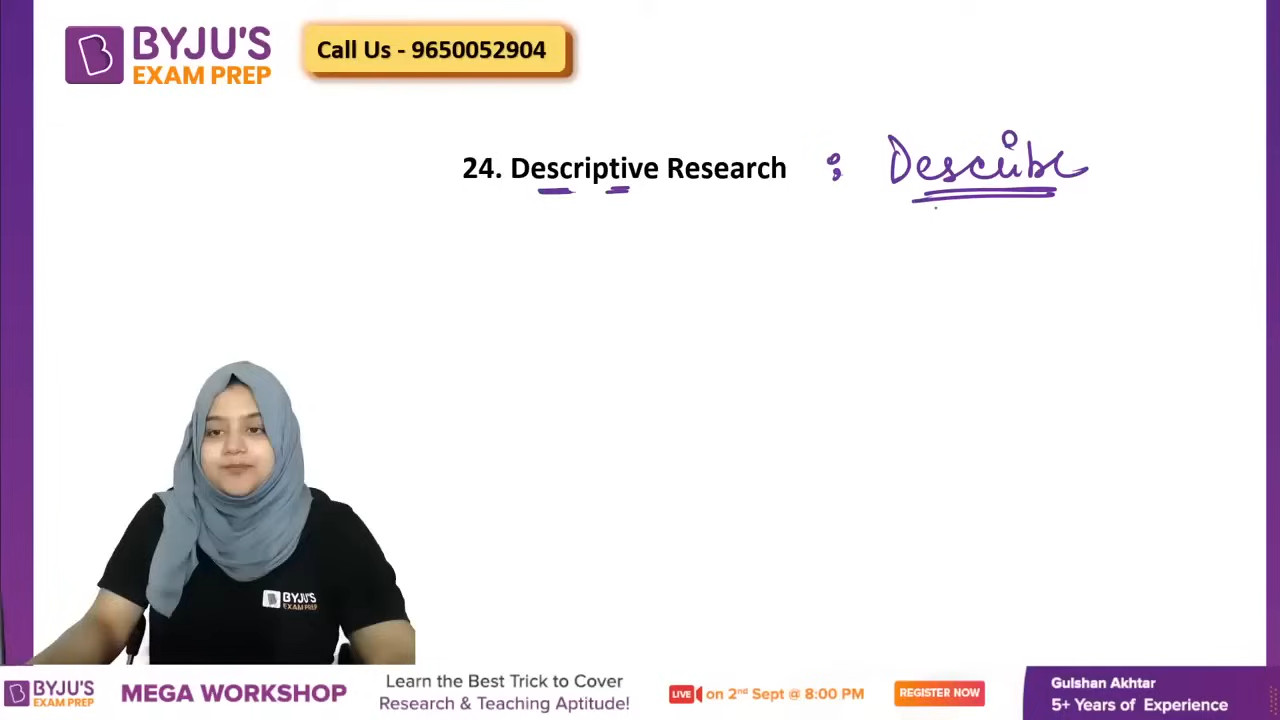 BYJU'S
EXAM PREP
Call Us - 9650052904
24. Descriptive Research : Describe
BYJU'S
EXAM PREP
BYJU'S
EXAM PREP
MEGA WORKSHOP
Learn the Best Trick to Cover
Research & Teaching Aptitude!
LIVE on 2nd Sept @ 8:00 PM
REGISTER NOW
Gulshan Akhtar
5+ Years of Experience